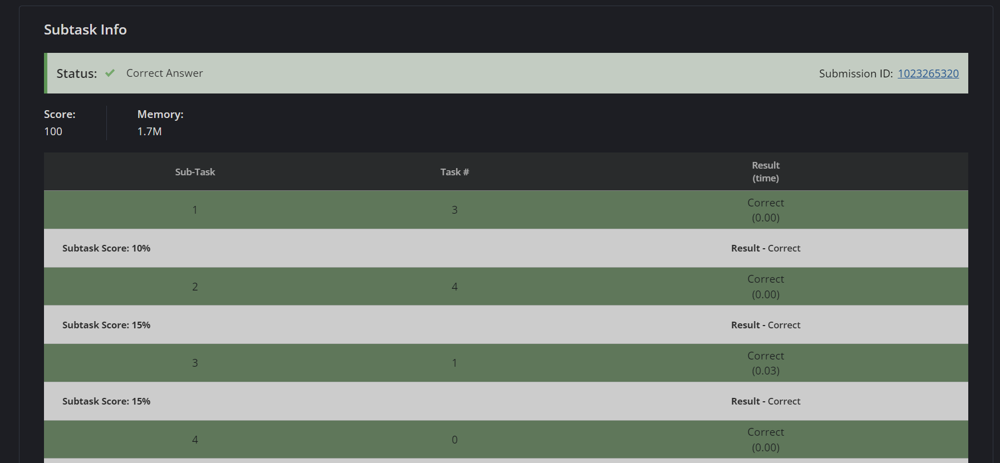 Subtask Info
Status: Correct Answer Submission ID: 1023265320
Score: Memory:
100 1.7M
Sub-Task Task # Result
(time)
1 3 Correct
(0.00)
Subtask Score: 10% Result - Correct
2 4 Correct
(0.00)
Subtask Score: 15% Result - Correct
3 1 Correct
(0.03)
Subtask Score: 15% Result - Correct
4 0 Correct
(0.00)